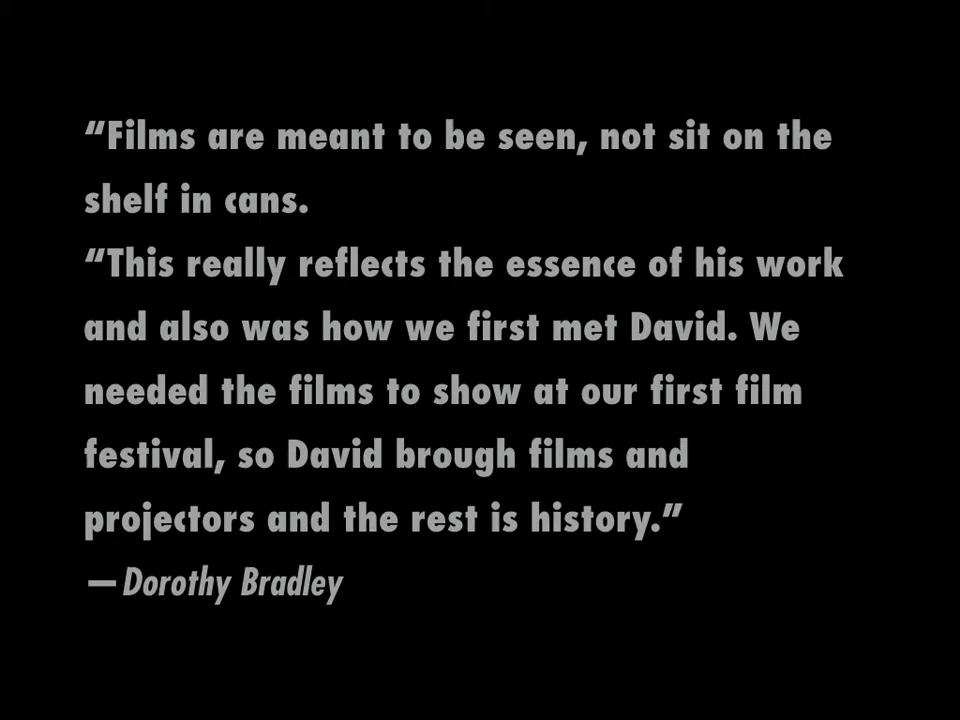 “Films are meant to be seen, not sit on the
shelf in cans.
“This really reflects the essence of his work
and also was how we first met David. We
needed the films to show at our first film
festival, so David brough films and
projectors and the rest is history.”
—Dorothy Bradley